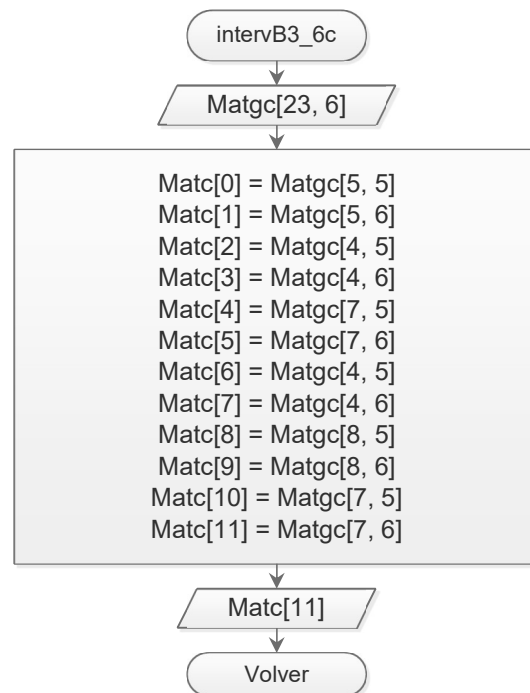 intervB3_6c
Matgc[23, 6]
Matc[0] = Matgc[5, 5]
Matc[1] = Matgc[5, 6]
Matc[2] = Matgc[4, 5]
Matc[3] = Matgc[4, 6]
Matc[4] = Matgc[7, 5]
Matc[5] = Matgc[7, 6]
Matc[6] = Matgc[4, 5]
Matc[7] = Matgc[4, 6]
Matc[8] = Matgc[8, 5]
Matc[9] = Matgc[8, 6]
Matc[10] = Matgc[7, 5]
Matc[11] = Matgc[7, 6]
Matc[11]
Volver